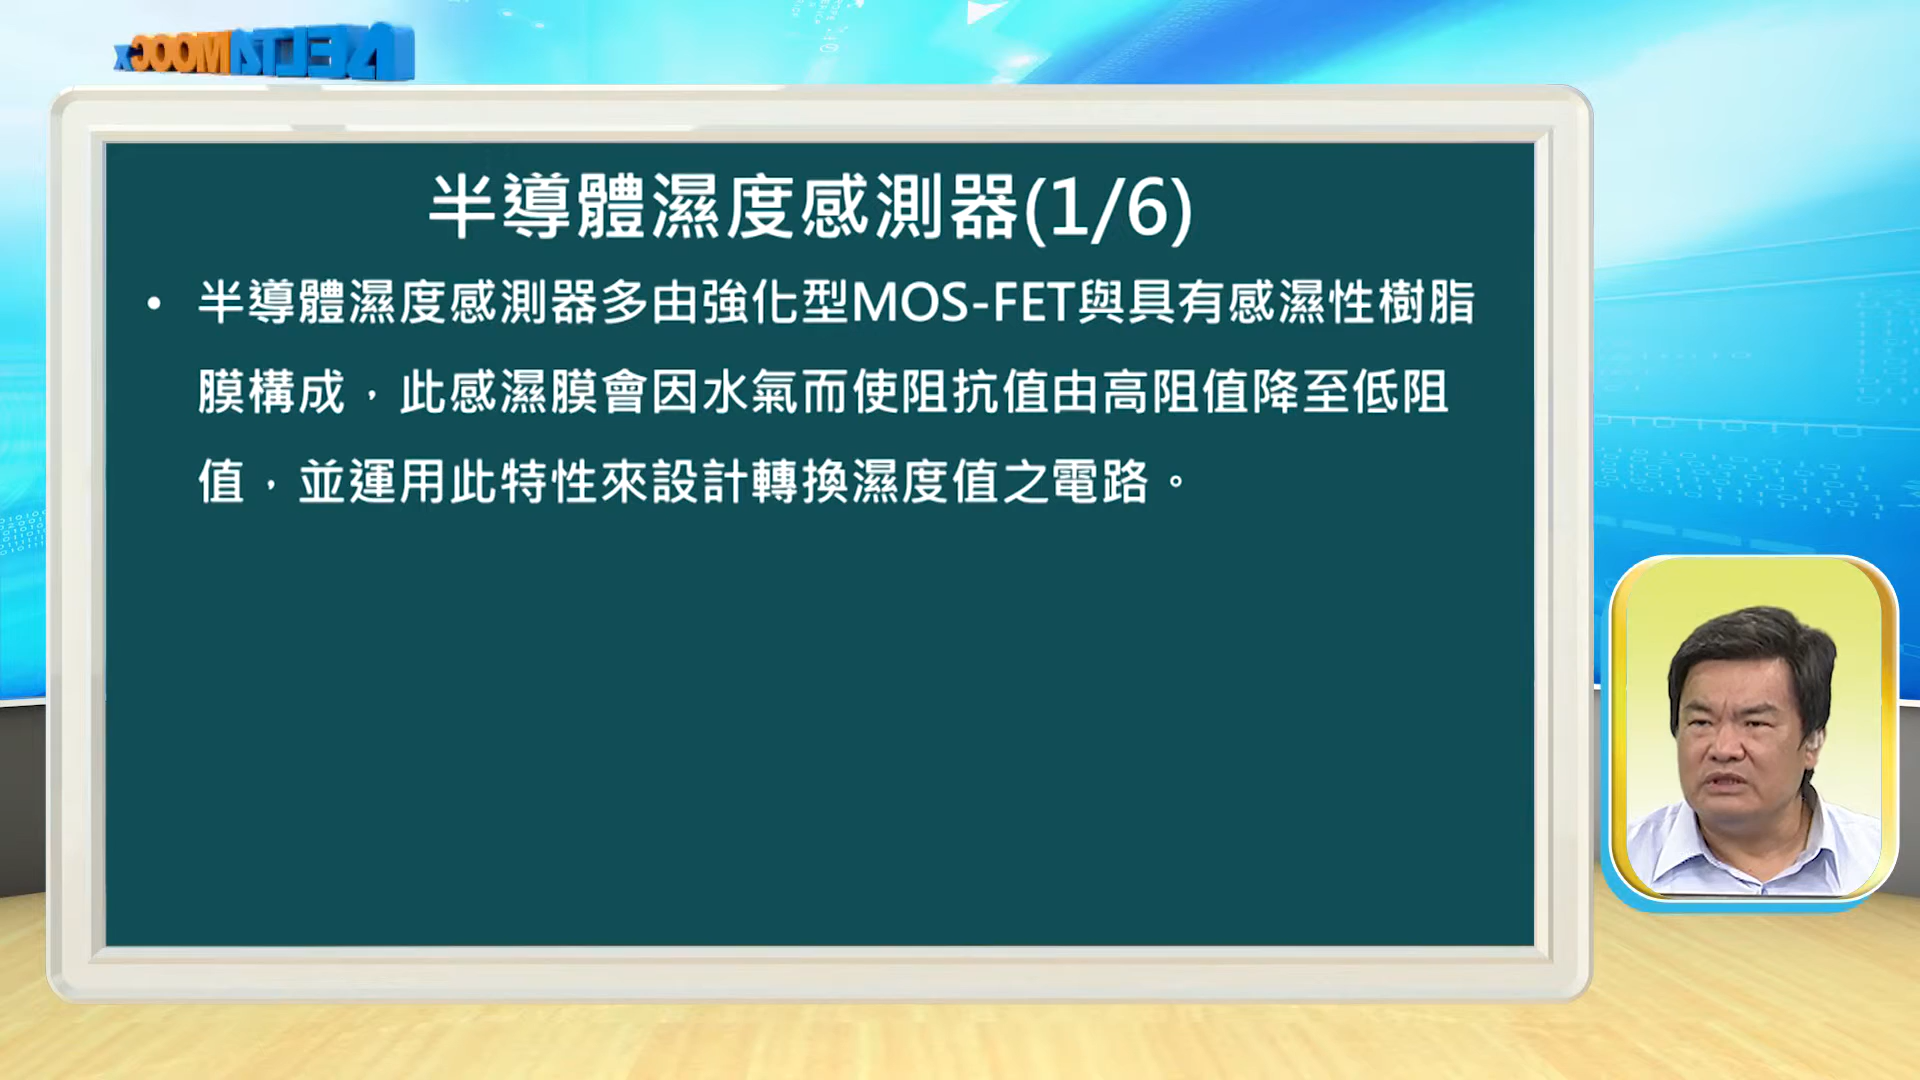 DELTAMOOCx
半導體濕度感測器(1/6)
• 半導體濕度感測器多由強化型MOS-FET與具有感濕性樹脂
膜構成，此感濕膜會因水氣而使阻抗值由高阻值降至低阻
值，並運用此特性來設計轉換濕度值之電路。